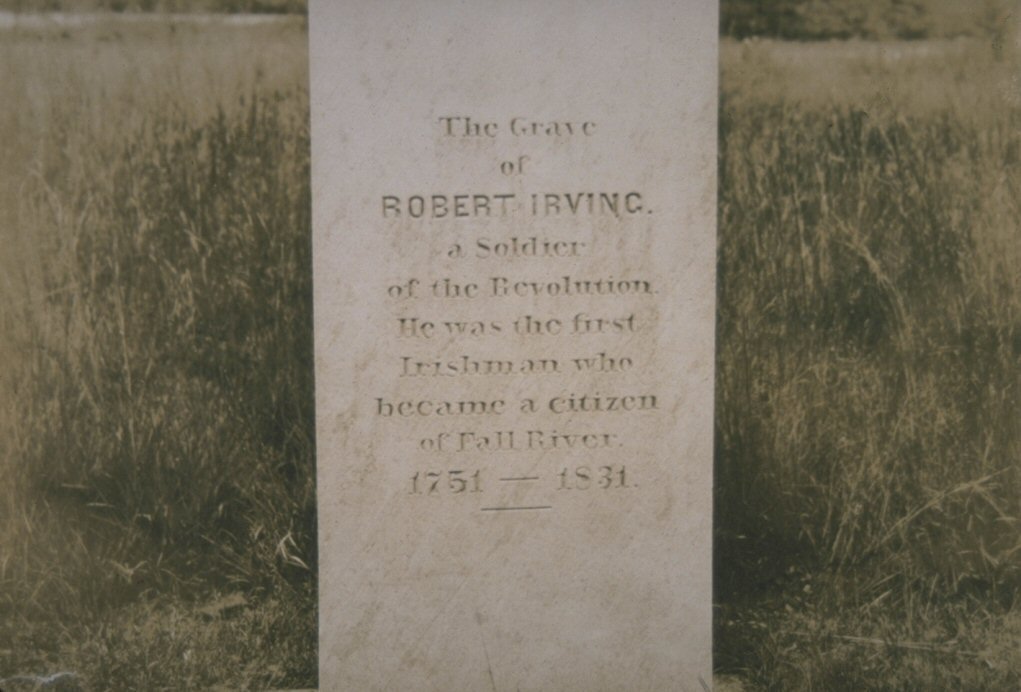 The Grave
of
ROBERT IRVING.
a Soldier
of the Revolution.
He was the first
Irishman who
became a citizen
of Fall River.
1751 — 1831.